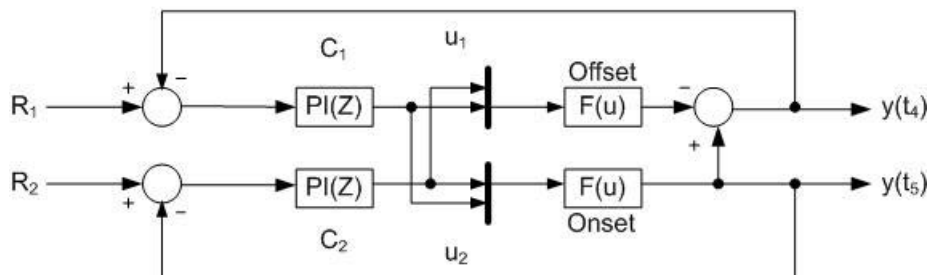 C₁
u₁
Offset
R₁
+
−
PI(Z)
F(u)
−
+
y(t₄)
R₂
+
−
PI(Z)
F(u)
y(t₅)
Onset
C₂
u₂